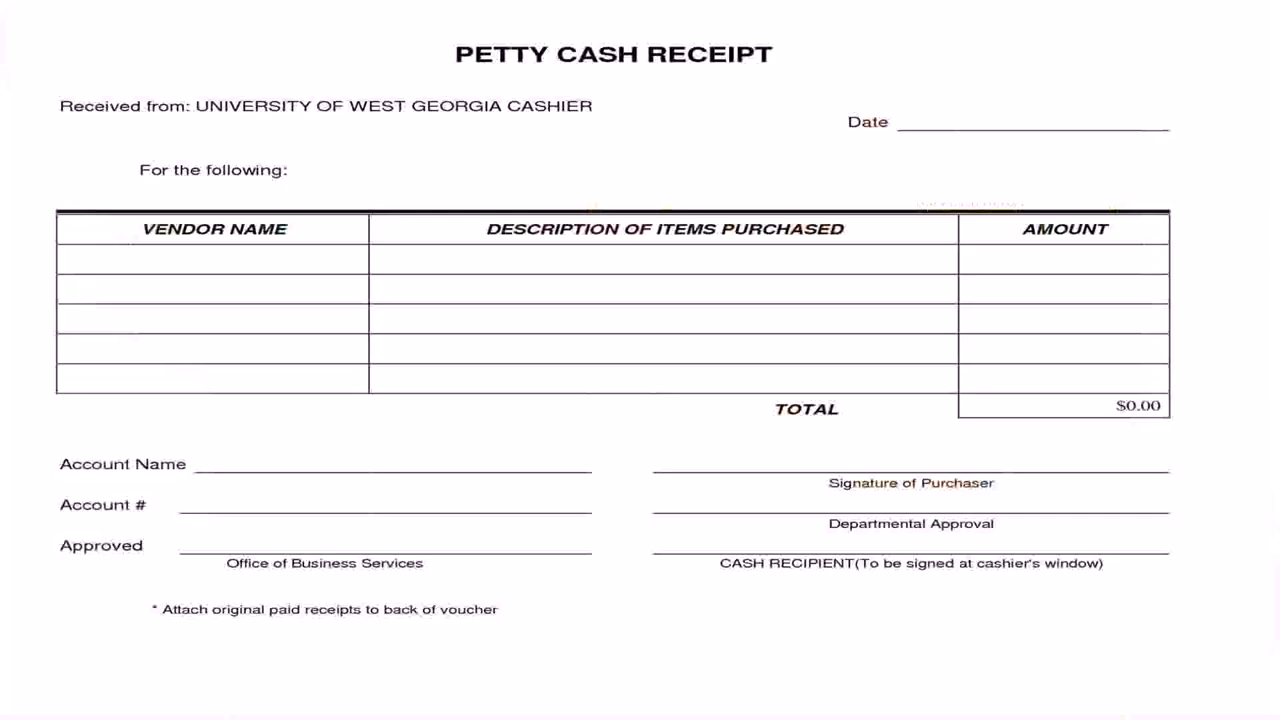 PETTY CASH RECEIPT
Received from: UNIVERSITY OF WEST GEORGIA CASHIER
Date
For the following:
VENDOR NAME DESCRIPTION OF ITEMS PURCHASED AMOUNT
TOTAL $0.00
Account Name
Signature of Purchaser
Account #
Departmental Approval
Approved
Office of Business Services CASH RECIPIENT(To be signed at cashier's window)
* Attach original paid receipts to back of voucher